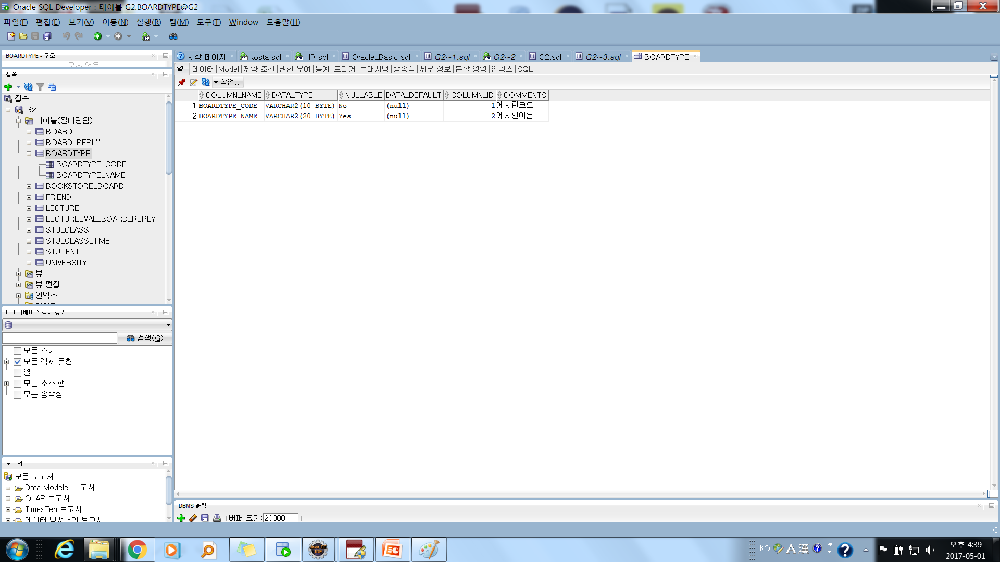 Oracle SQL Developer : 테이블 G2.BOARDTYPE@G2
파일(F) 편집(E) 보기(V) 이동(N) 실행(R) 팀(M) 도구(T) Window 도움말(H)
BOARDTYPE - 구조
접속
접속
G2
테이블(필터링됨)
BOARD
BOARD_REPLY
BOARDTYPE
BOARDTYPE_CODE
BOARDTYPE_NAME
BOOKSTORE_BOARD
FRIEND
LECTURE
LECTUREEVAL_BOARD_REPLY
STU_CLASS
STU_CLASS_TIME
STUDENT
UNIVERSITY
뷰
뷰 편집
인덱스
데이터베이스 객체 찾기
검색(G)
모든 스키마
모든 객체 유형
열
모든 소스 행
모든 종속성
보고서
모든 보고서
Data Modeler 보고서
OLAP 보고서
TimesTen 보고서
데이터 딕셔너리 보고서
시작 페이지 kosta.sql HR.sql Oracle_Basic.sql G2~1.sql G2~2 G2.sql G2~3.sql BOARDTYPE
열 데이터 Model 제약 조건 권한 부여 통계 트리거 플래시백 종속성 세부 정보 분할 영역 인덱스 SQL
작업...
COLUMN_NAME DATA_TYPE NULLABLE DATA_DEFAULT COLUMN_ID COMMENTS
1 BOARDTYPE_CODE VARCHAR2(10 BYTE) No (null) 1 게시판코드
2 BOARDTYPE_NAME VARCHAR2(20 BYTE) Yes (null) 2 게시판이름
DBMS 출력
버퍼 크기: 20000
KO A 漢
오후 4:39
2017-05-01